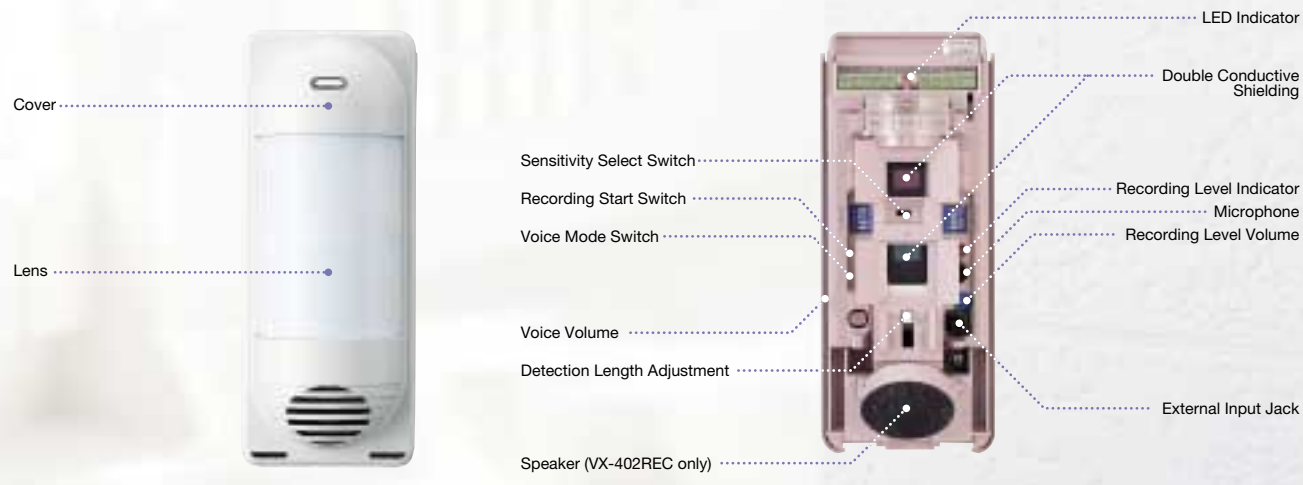 Cover
Lens
Sensitivity Select Switch
Recording Start Switch
Voice Mode Switch
Voice Volume
Detection Length Adjustment
Speaker (VX-402REC only)
LED Indicator
Double Conductive
Shielding
Recording Level Indicator
Microphone
Recording Level Volume
External Input Jack